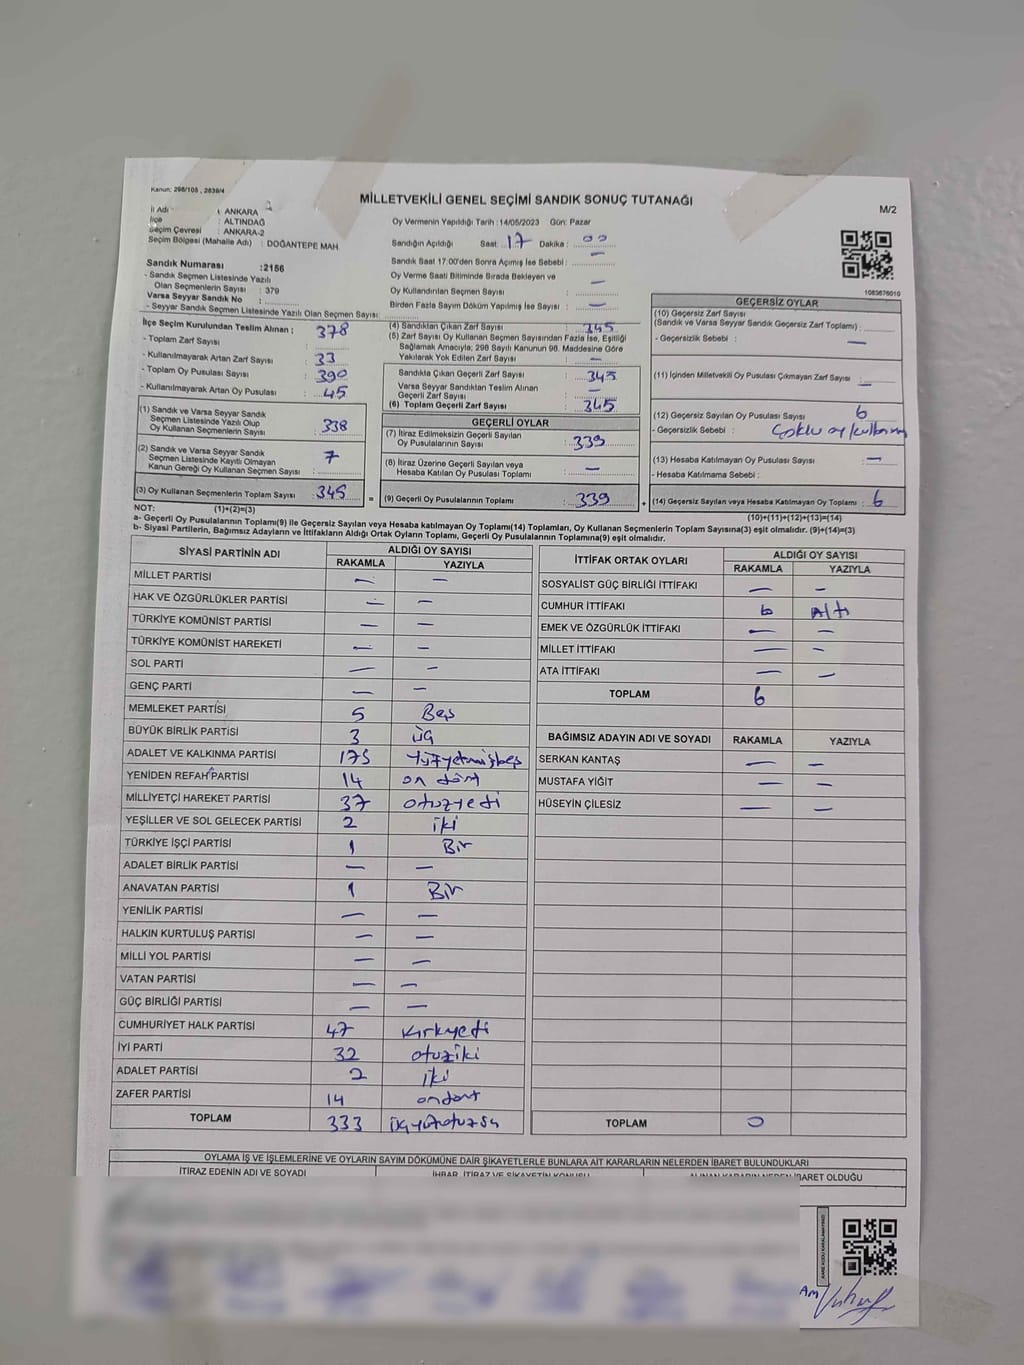 Kanun: 298/105 , 2839/4
MİLLETVEKİLİ GENEL SEÇİMİ SANDIK SONUÇ TUTANAĞI
M/2
İl Adı : ANKARA
İlçe : ALTINDAĞ
Seçim Çevresi : ANKARA-2
Seçim Bölgesi (Mahalle Adı) : DOĞANTEPE MAH.
Oy Vermenin Yapıldığı Tarih : 14/05/2023 Gün: Pazar
Sandığın Açıldığı Saat: 17 Dakika: 00
Sandık Saat 17:00'den Sonra Açımış İse Sebebi : —
Oy Verme Saati Bitiminde Sırada Bekleyen ve
Oy Kullandırılan Seçmen Sayısı : —
Birden Fazla Sayım Döküm Yapılmış İse Sayısı : —
1083676010
Sandık Numarası : 2156
- Sandık Seçmen Listesinde Yazılı
Olan Seçmenlerin Sayısı : 379
Varsa Seyyar Sandık No :
- Seyyar Sandık Seçmen Listesinde Yazılı Olan Seçmen Sayısı
İlçe Seçim Kurulundan Teslim Alınan ;
- Toplam Zarf Sayısı : 378
- Kullanılmayarak Artan Zarf Sayısı : 33
- Toplam Oy Pusulası Sayısı : 390
- Kullanılmayarak Artan Oy Pusulası : 45
(1) Sandık ve Varsa Seyyar Sandık
Seçmen Listesinde Yazılı Olup
Oy Kullanan Seçmenlerin Sayısı : 338
(2) Sandık ve Varsa Seyyar Sandık
Seçmen Listesinde Kayıtlı Olmayan
Kanun Gereği Oy Kullanan Seçmen Sayısı : 7
(3) Oy Kullanan Seçmenlerin Toplam Sayısı : 345 =
(4) Sandıktan Çıkan Zarf Sayısı : 345
(5) Zarf Sayısı Oy Kullanan Seçmen Sayısından Fazla İse, Eşitliği
Sağlamak Amacıyla; 298 Sayılı Kanunun 98. Maddesine Göre
Yakılarak Yok Edilen Zarf Sayısı : —
Sandıkta Çıkan Geçerli Zarf Sayısı : 345
Varsa Seyyar Sandıktan Teslim Alınan
Geçerli Zarf Sayısı : —
(6) Toplam Geçerli Zarf Sayısı : 345
GEÇERLİ OYLAR
(7) İtiraz Edilmeksizin Geçerli Sayılan
Oy Pusulalarının Sayısı : 339
(8) İtiraz Üzerine Geçerli Sayılan veya
Hesaba Katılan Oy Pusulası Toplamı : —
(9) Geçerli Oy Pusulalarının Toplamı : 339 +
GEÇERSİZ OYLAR
(10) Geçersiz Zarf Sayısı
(Sandık ve Varsa Seyyar Sandık Geçersiz Zarf Toplamı) :
- Geçersizlik Sebebi : —
(11) İçinden Milletvekili Oy Pusulası Çıkmayan Zarf Sayısı : —
(12) Geçersiz Sayılan Oy Pusulası Sayısı : 6
- Geçersizlik Sebebi : Çoklu oy kullanma
(13) Hesaba Katılmayan Oy Pusulası Sayısı : —
- Hesaba Katılmama Sebebi :
(14) Geçersiz Sayılan veya Hesaba Katılmayan Oy Toplamı : 6
NOT: (1)+(2)=(3) (10)+(11)+(12)+(13)=(14)
a- Geçerli Oy Pusulalarının Toplamı(9) ile Geçersiz Sayılan veya Hesaba katılmayan Oy Toplamı(14) Toplamları, Oy Kullanan Seçmenlerin Toplam Sayısına(3) eşit olmalıdır. (9)+(14)=(3)
b- Siyasi Partilerin, Bağımsız Adayların ve İttifakların Aldığı Ortak Oyların Toplamı, Geçerli Oy Pusulalarının Toplamına(9) eşit olmalıdır.
SİYASİ PARTİNİN ADI ALDIĞI OY SAYISI
RAKAMLA YAZIYLA
MİLLET PARTİSİ — —
HAK VE ÖZGÜRLÜKLER PARTİSİ — —
TÜRKİYE KOMÜNİST PARTİSİ — —
TÜRKİYE KOMÜNİST HAREKETİ — —
SOL PARTİ — —
GENÇ PARTİ — —
MEMLEKET PARTİSİ 5 Beş
BÜYÜK BİRLİK PARTİSİ 3 üç
ADALET VE KALKINMA PARTİSİ 175 Yüzyetmişbeş
YENİDEN REFAH PARTİSİ 14 on dört
MİLLİYETÇİ HAREKET PARTİSİ 37 otuzyedi
YEŞİLLER VE SOL GELECEK PARTİSİ 2 iki
TÜRKİYE İŞÇİ PARTİSİ 1 Bir
ADALET BİRLİK PARTİSİ — —
ANAVATAN PARTİSİ 1 Bir
YENİLİK PARTİSİ — —
HALKIN KURTULUŞ PARTİSİ — —
MİLLİ YOL PARTİSİ — —
VATAN PARTİSİ — —
GÜÇ BİRLİĞİ PARTİSİ — —
CUMHURİYET HALK PARTİSİ 47 kırkyedi
İYİ PARTİ 32 otuziki
ADALET PARTİSİ 2 iki
ZAFER PARTİSİ 14 ondört
TOPLAM 333
İTTİFAK ORTAK OYLARI ALDIĞI OY SAYISI
RAKAMLA YAZIYLA
SOSYALİST GÜÇ BİRLİĞİ İTTİFAKI — —
CUMHUR İTTİFAKI 6 Altı
EMEK VE ÖZGÜRLÜK İTTİFAKI — —
MİLLET İTTİFAKI — —
ATA İTTİFAKI — —
TOPLAM 6
BAĞIMSIZ ADAYIN ADI VE SOYADI RAKAMLA YAZIYLA
SERKAN KANTAŞ — —
MUSTAFA YİĞİT — —
HÜSEYİN ÇİLESİZ — —
TOPLAM 0
OYLAMA İŞ VE İŞLEMLERİNE VE OYLARIN SAYIM DÖKÜMÜNE DAİR ŞİKAYETLERLE BUNLARA AİT KARARLARIN NELERDEN İBARET BULUNDUKLARI
İTİRAZ EDENİN ADI VE SOYADI İHBAR, İTİRAZ VE ŞİKAYETİN KONUSU ALINAN KARARIN NEDEN İBARET OLDUĞU